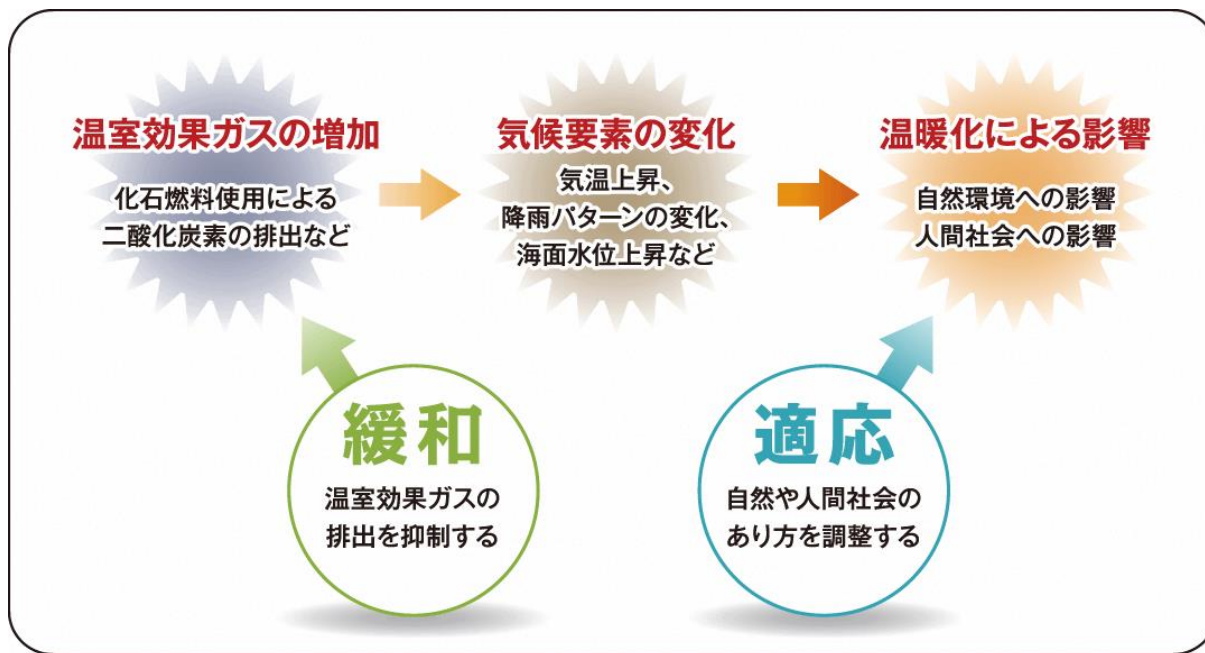 温室効果ガスの増加
化石燃料使用による
二酸化炭素の排出など
気候要素の変化
気温上昇、
降雨パターンの変化、
海面水位上昇など
温暖化による影響
自然環境への影響
人間社会への影響
緩和
温室効果ガスの
排出を抑制する
適応
自然や人間社会の
あり方を調整する